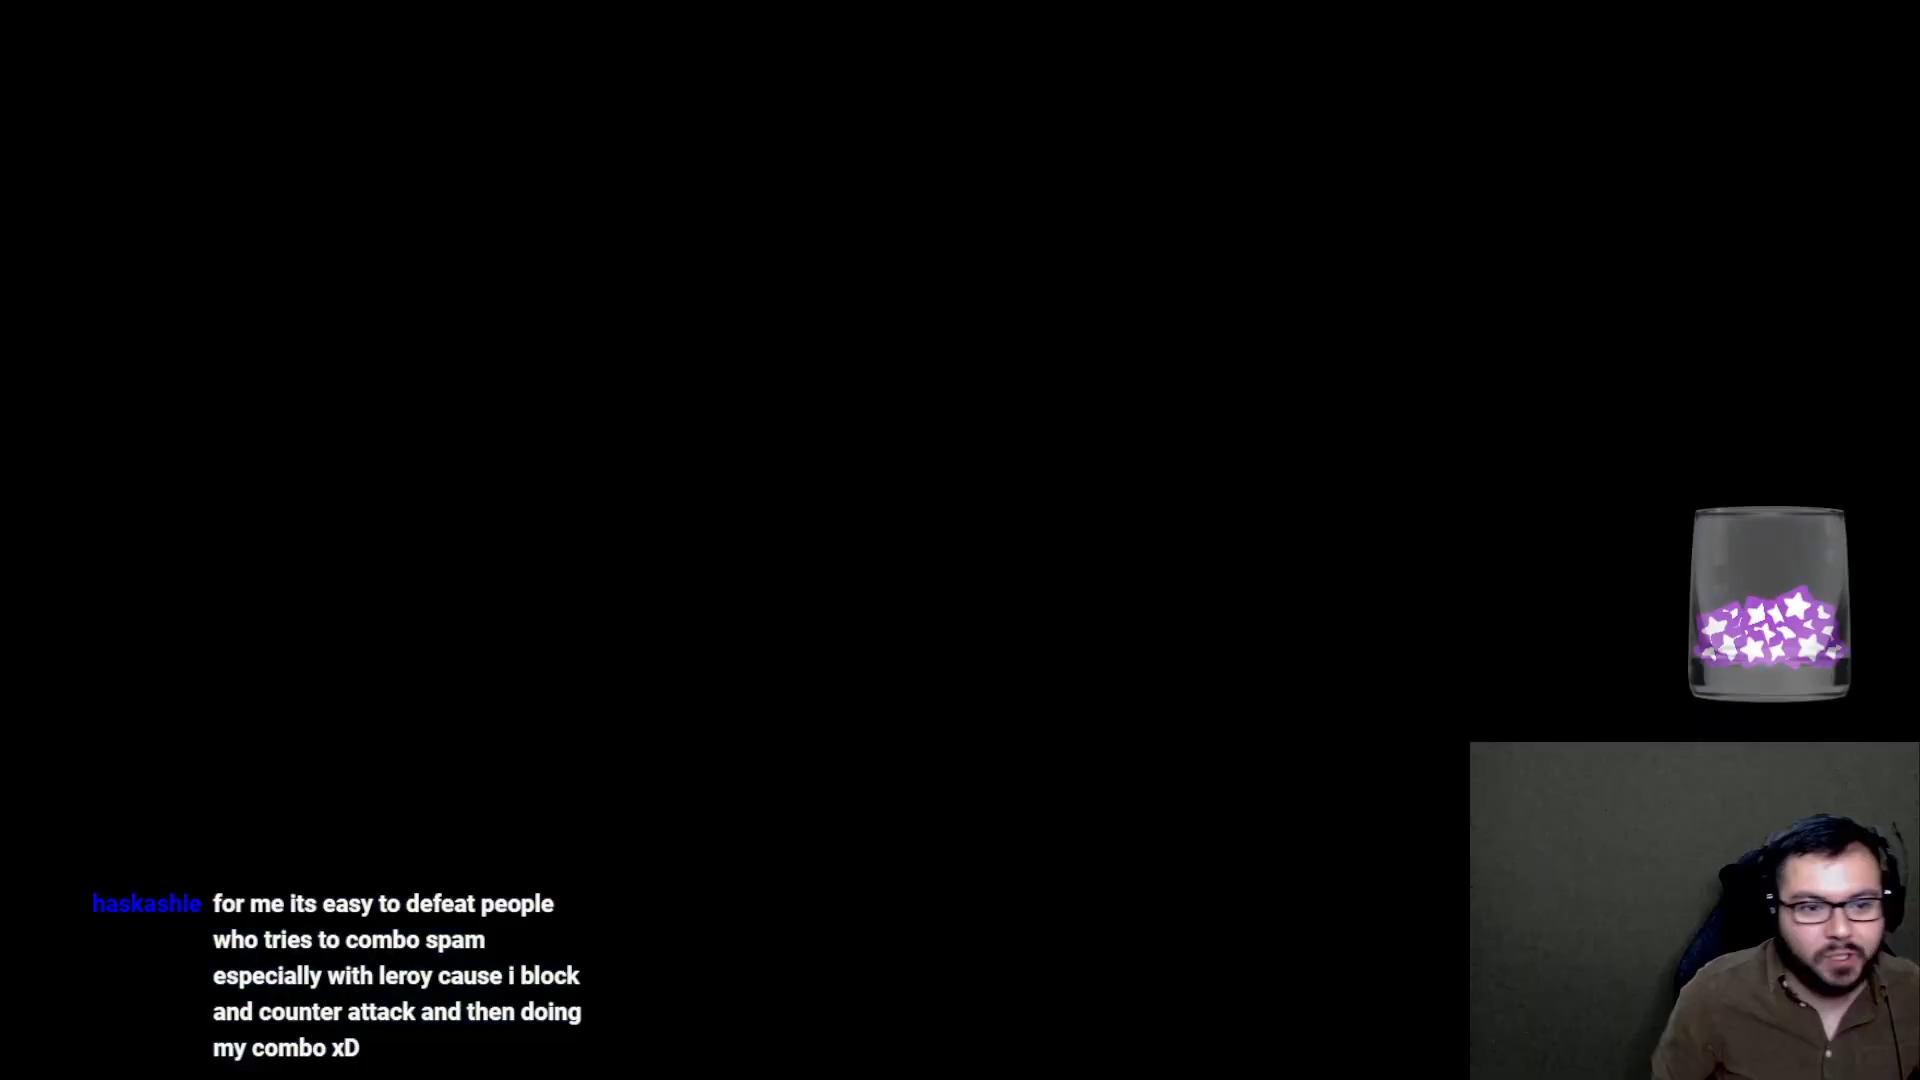 haskashie for me its easy to defeat people
who tries to combo spam
especially with leroy cause i block
and counter attack and then doing
my combo xD